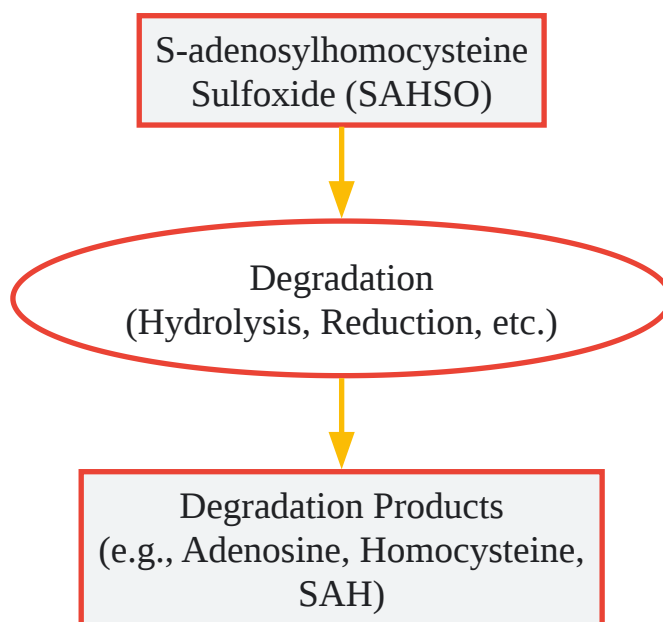 S-adenosylhomocysteine
Sulfoxide (SAHSO)
Degradation
(Hydrolysis, Reduction, etc.)
Degradation Products
(e.g., Adenosine, Homocysteine,
SAH)